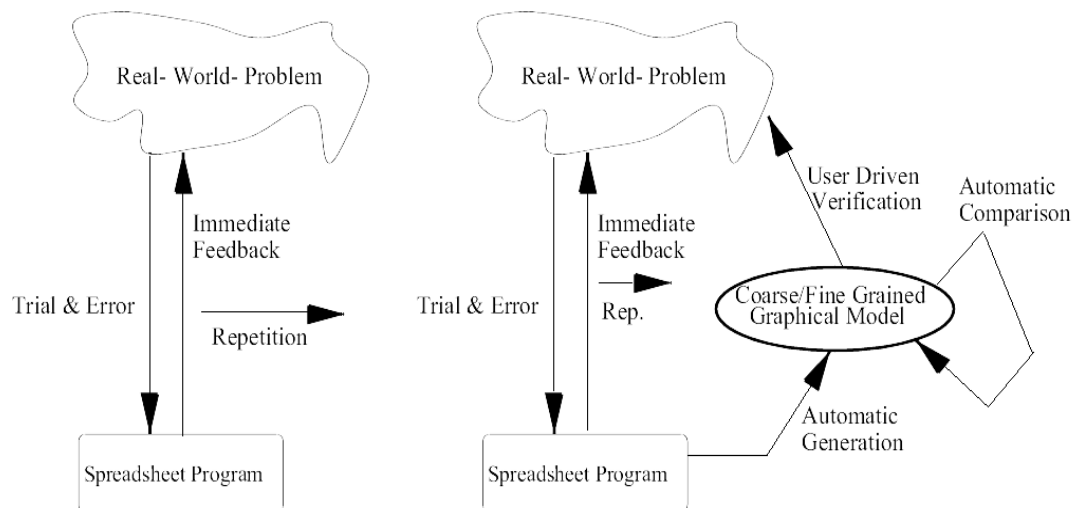 Real- World- Problem
Immediate
Feedback
Trial & Error
Repetition
Spreadsheet Program
Real- World- Problem
User Driven
Verification
Automatic
Comparison
Immediate
Feedback
Trial & Error
Rep.
Coarse/Fine Grained
Graphical Model
Automatic
Generation
Spreadsheet Program